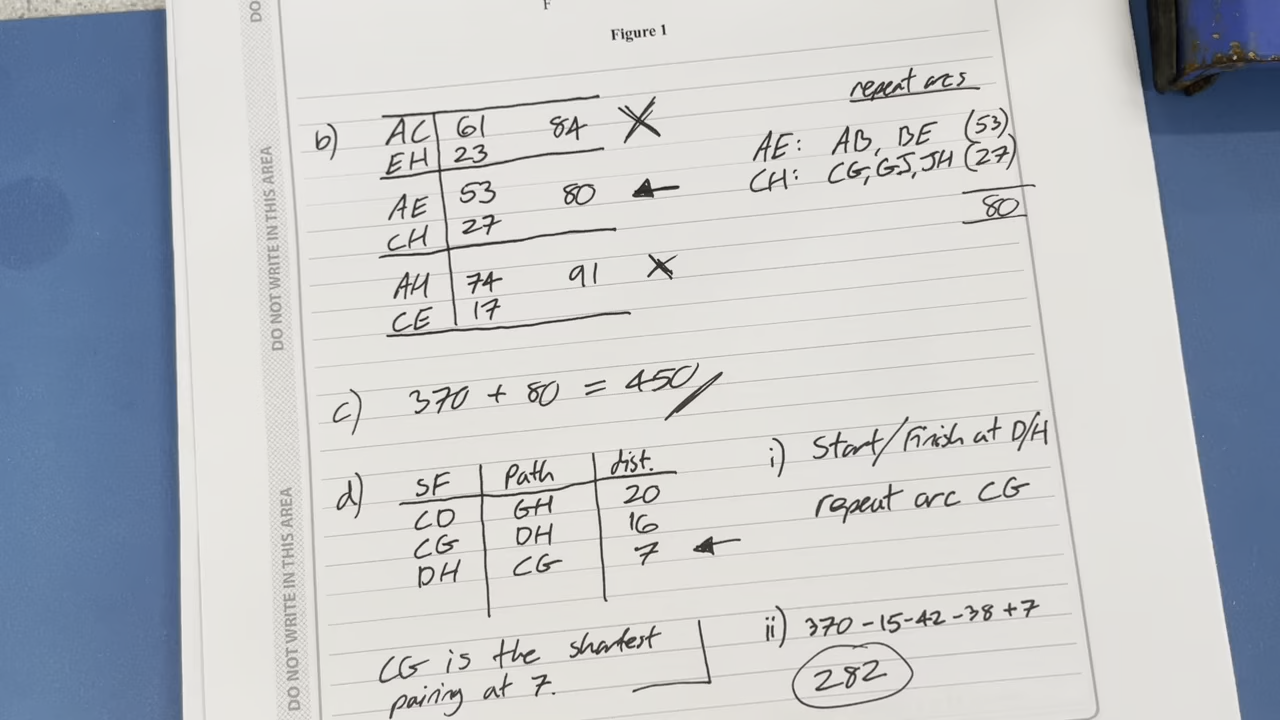 DO
F
Figure 1
DO NOT WRITE IN THIS AREA
DO NOT WRITE IN THIS AREA
b)
AC 61 84
EH 23
AE 53 80
CH 27
AH 74 91
CE 17
repeat arcs
AE: AB, BE (53)
CH: CG, GJ, JH (27)
80
c) 370 + 80 = 450
d)
SF Path dist.
CD GH 20
CG DH 16
DH CG 7
CG is the shortest
pairing at 7.
i) Start/Finish at D/H
repeat arc CG
ii) 370 -15-42-38+7
282